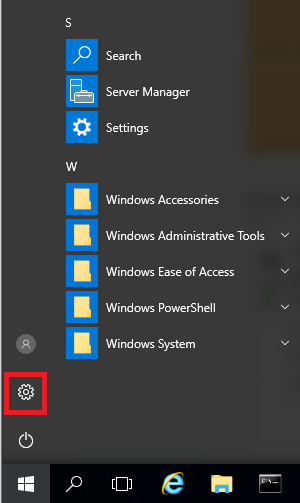 S
Search
Server Manager
Settings
W
Windows Accessories
Windows Administrative Tools
Windows Ease of Access
Windows PowerShell
Windows System